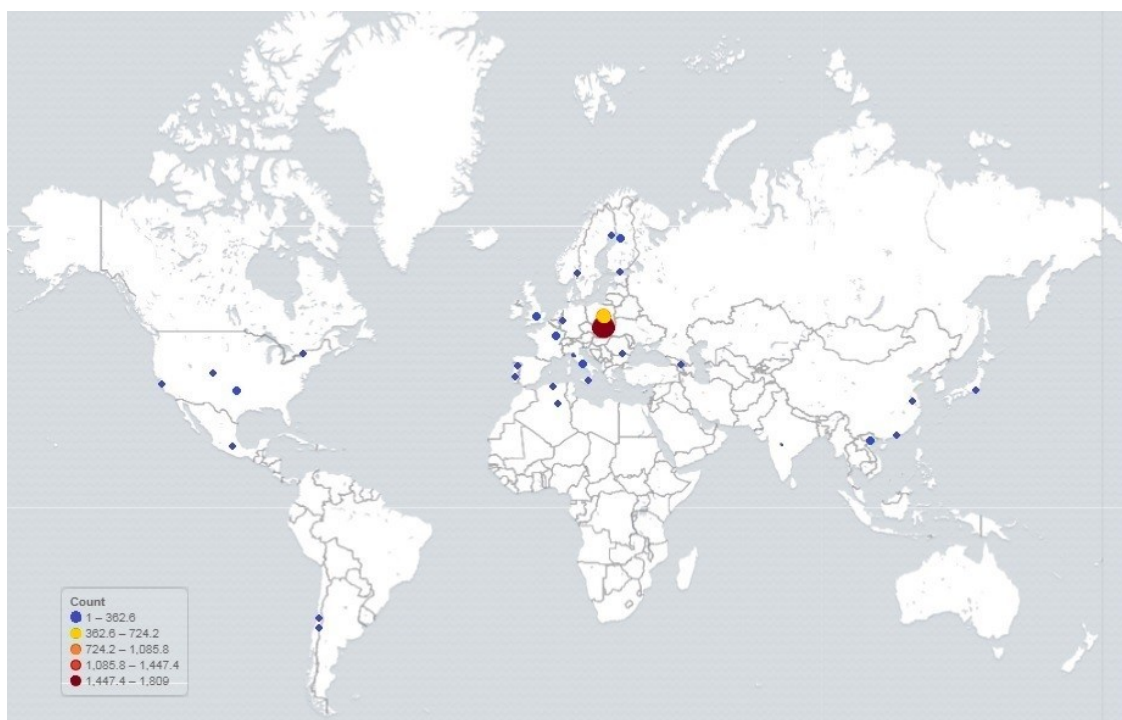 Count
1 – 362.6
362.6 – 724.2
724.2 – 1,085.8
1,085.8 – 1,447.4
1,447.4 – 1,809